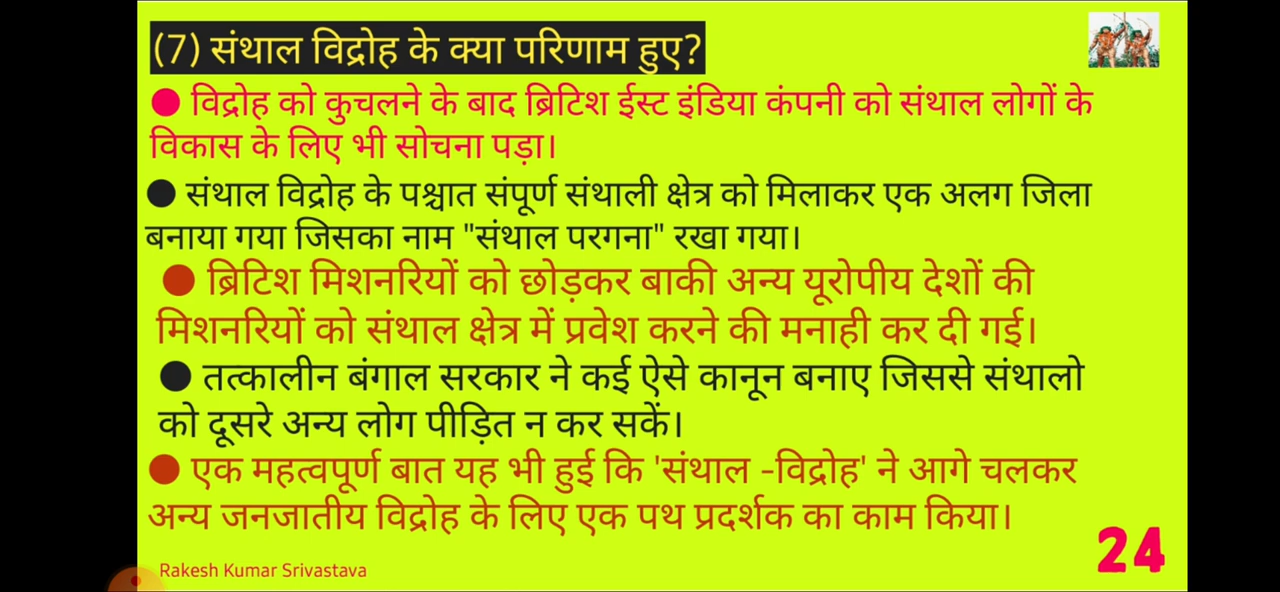 (7) संथाल विद्रोह के क्या परिणाम हुए?
● विद्रोह को कुचलने के बाद ब्रिटिश ईस्ट इंडिया कंपनी को संथाल लोगों के
विकास के लिए भी सोचना पड़ा।
● संथाल विद्रोह के पश्चात संपूर्ण संथाली क्षेत्र को मिलाकर एक अलग जिला
बनाया गया जिसका नाम "संथाल परगना" रखा गया।
● ब्रिटिश मिशनरियों को छोड़कर बाकी अन्य यूरोपीय देशों की
मिशनरियों को संथाल क्षेत्र में प्रवेश करने की मनाही कर दी गई।
● तत्कालीन बंगाल सरकार ने कई ऐसे कानून बनाए जिससे संथालो
को दूसरे अन्य लोग पीड़ित न कर सकें।
● एक महत्वपूर्ण बात यह भी हुई कि 'संथाल -विद्रोह' ने आगे चलकर
अन्य जनजातीय विद्रोह के लिए एक पथ प्रदर्शक का काम किया।
24
Rakesh Kumar Srivastava